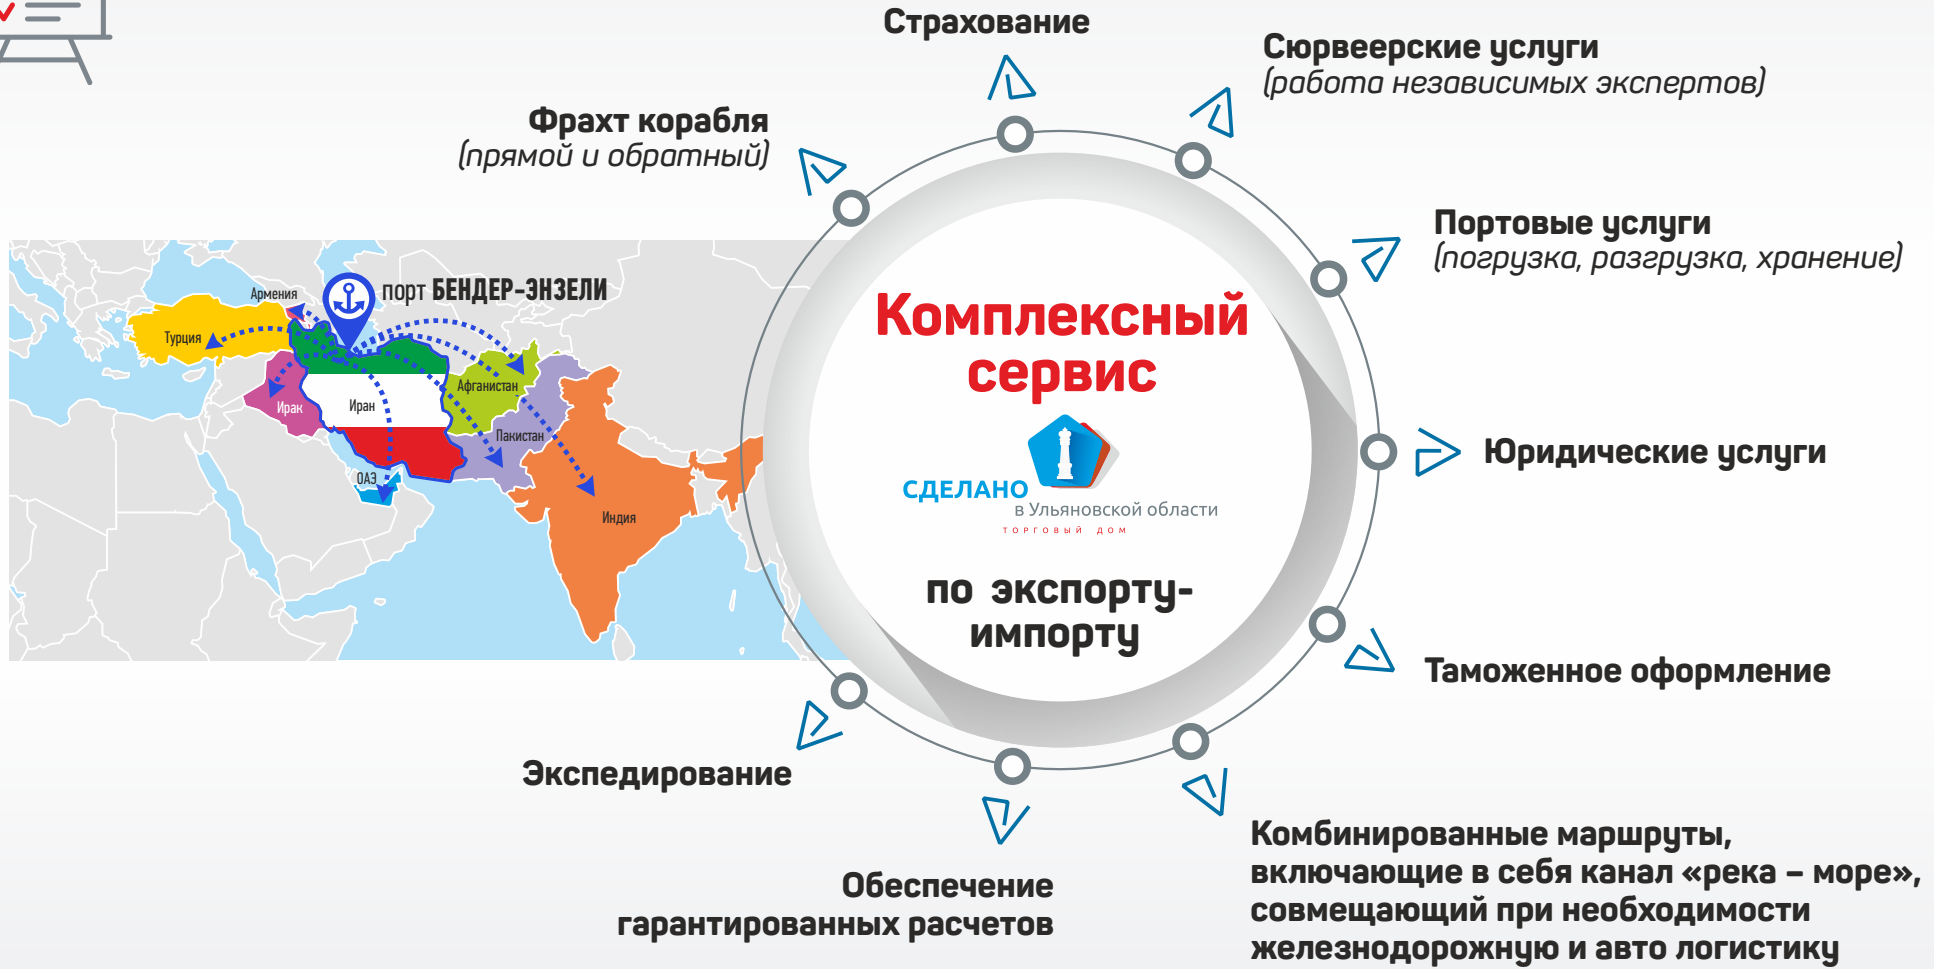 Страхование
Сюрвеерские услуги
(работа независимых экспертов)
Фрахт корабля
(прямой и обратный)
Портовые услуги
(погрузка, разгрузка, хранение)
порт БЕНДЕР-ЭНЗЕЛИ
Армения
Турция
Афганистан
Ирак
Иран
Пакистан
ОАЭ
Индия
Комплексный
сервис
СДЕЛАНО
в Ульяновской области
ТОРГОВЫЙ ДОМ
по экспорту-
импорту
Юридические услуги
Таможенное оформление
Экспедирование
Обеспечение
гарантированных расчетов
Комбинированные маршруты,
включающие в себя канал «река – море»,
совмещающий при необходимости
железнодорожную и авто логистику